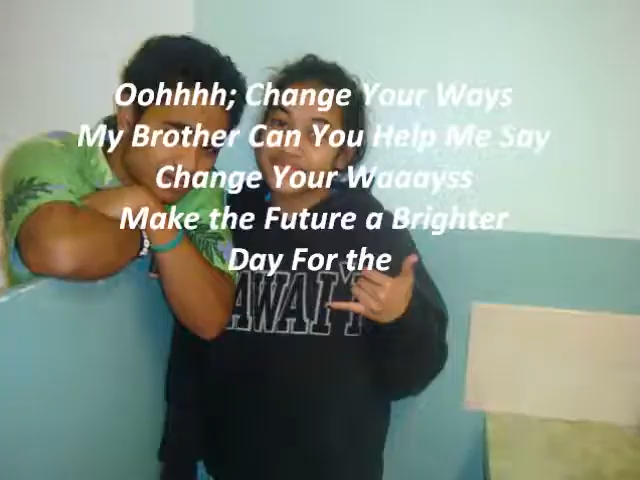 Oohhhh; Change Your Ways
My Brother Can You Help Me Say
Change Your Waaayss
Make the Future a Brighter
Day For the
AWAI'I